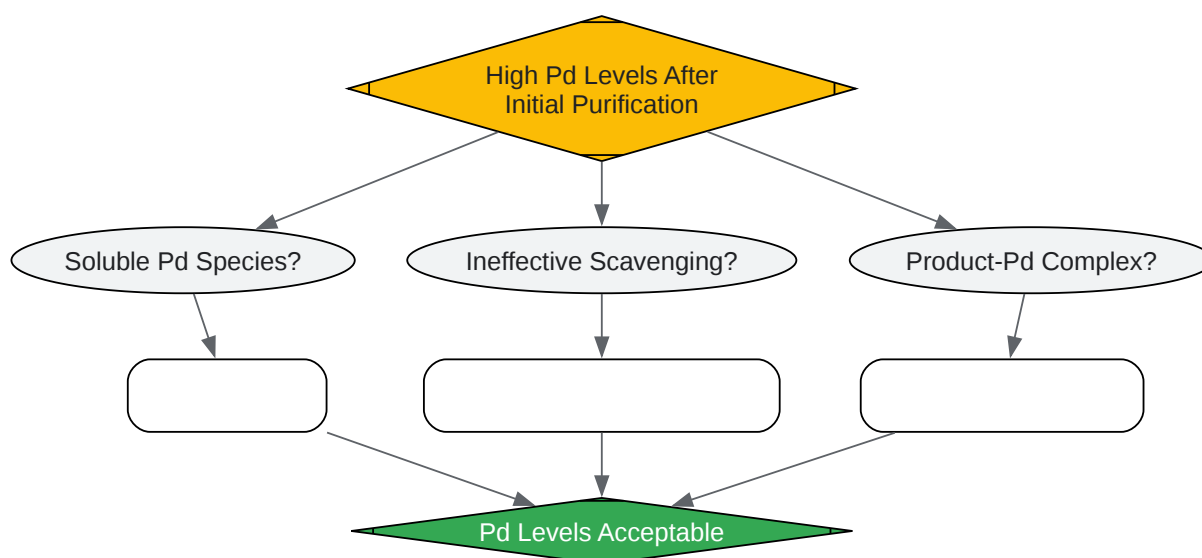 High Pd Levels After
Initial Purification
Soluble Pd Species?
Ineffective Scavenging?
Product-Pd Complex?
Pd Levels Acceptable